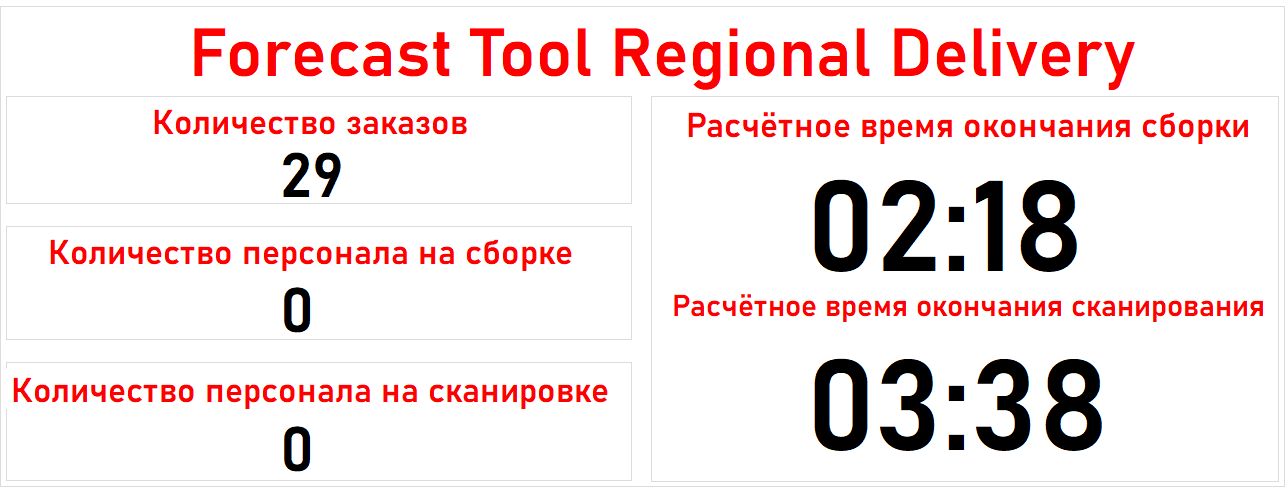 Forecast Tool Regional Delivery
Количество заказов
29
Количество персонала на сборке
0
Количество персонала на сканировке
0
Расчётное время окончания сборки
02:18
Расчётное время окончания сканирования
03:38